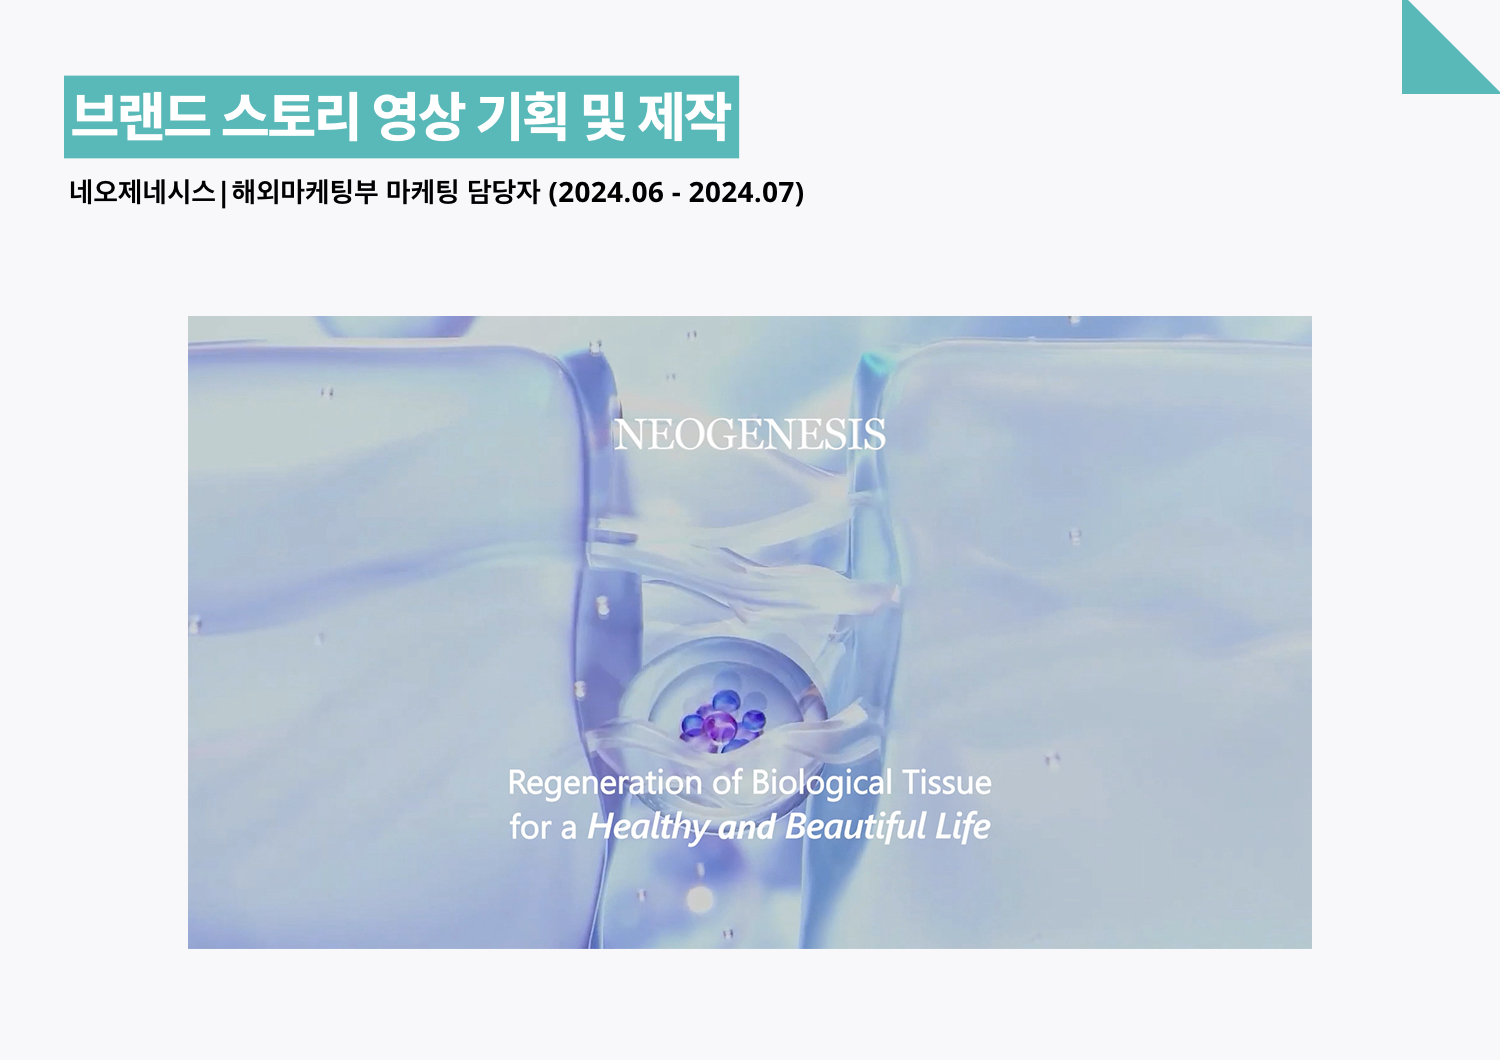 브랜드 스토리 영상 기획 및 제작
네오제네시스|해외마케팅부 마케팅 담당자 (2024.06 - 2024.07)
NEOGENESIS
Regeneration of Biological Tissue
for a Healthy and Beautiful Life